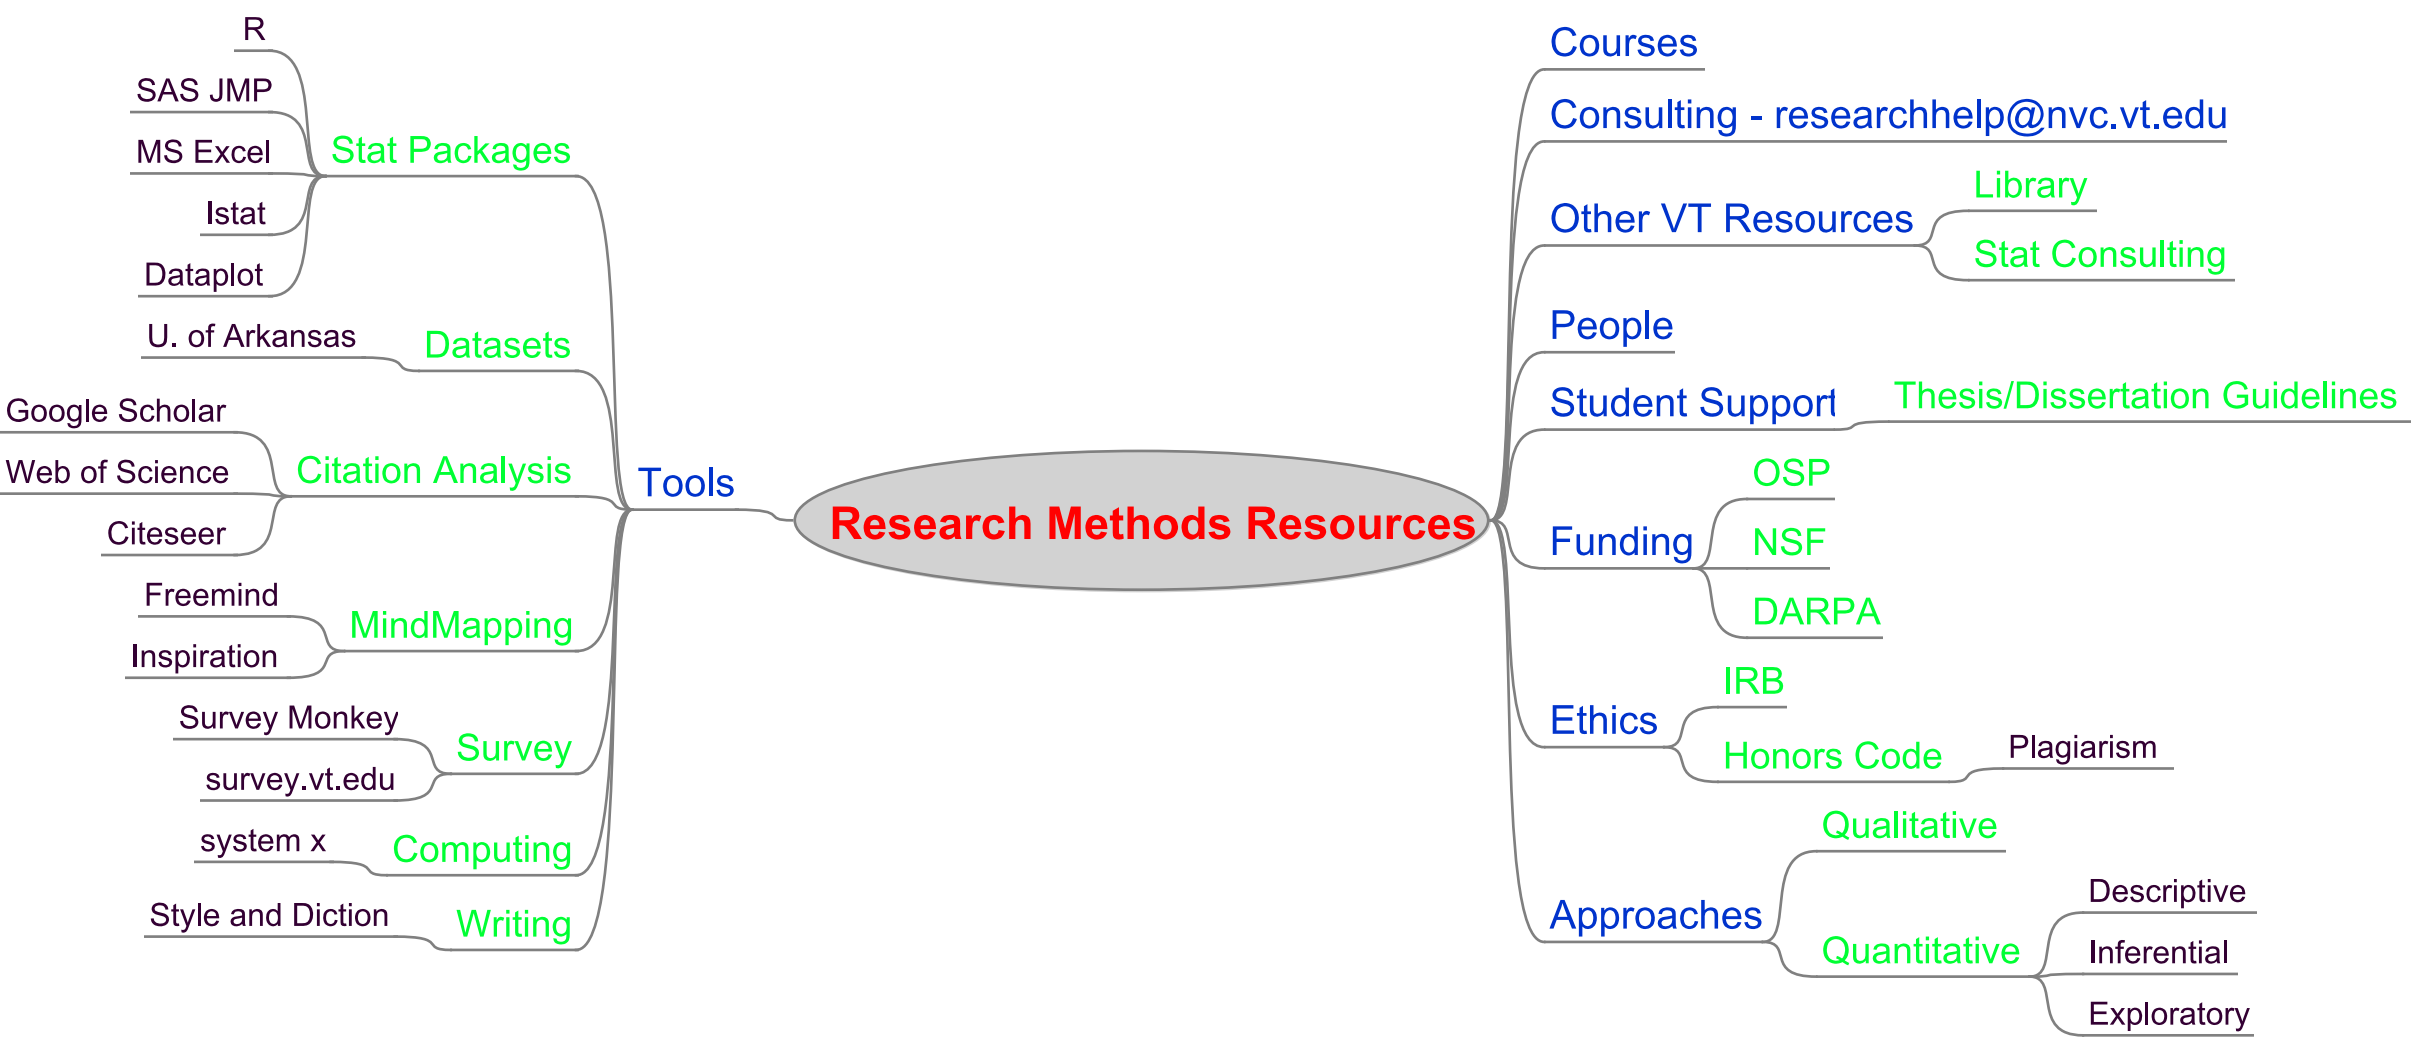 Research Methods Resources
Tools
Stat Packages
R
SAS JMP
MS Excel
Istat
Dataplot
Datasets
U. of Arkansas
Citation Analysis
Google Scholar
Web of Science
Citeseer
MindMapping
Freemind
Inspiration
Survey
Survey Monkey
survey.vt.edu
Computing
system x
Writing
Style and Diction
Courses
Consulting - researchhelp@nvc.vt.edu
Other VT Resources
Library
Stat Consulting
People
Student Support
Thesis/Dissertation Guidelines
Funding
OSP
NSF
DARPA
Ethics
IRB
Honors Code
Plagiarism
Approaches
Qualitative
Quantitative
Descriptive
Inferential
Exploratory